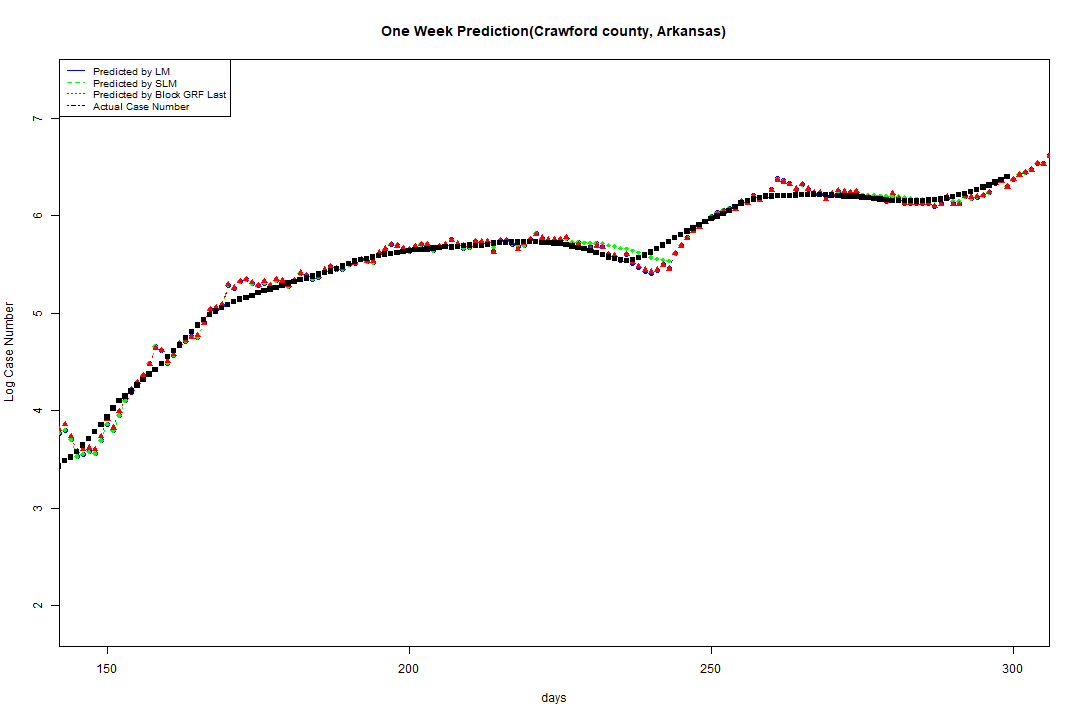 One Week Prediction(Crawford county, Arkansas)
Predicted by LM
Predicted by SLM
Predicted by Block GRF Last
Actual Case Number
7
6
5
4
3
2
Log Case Number
150 200 250 300
days